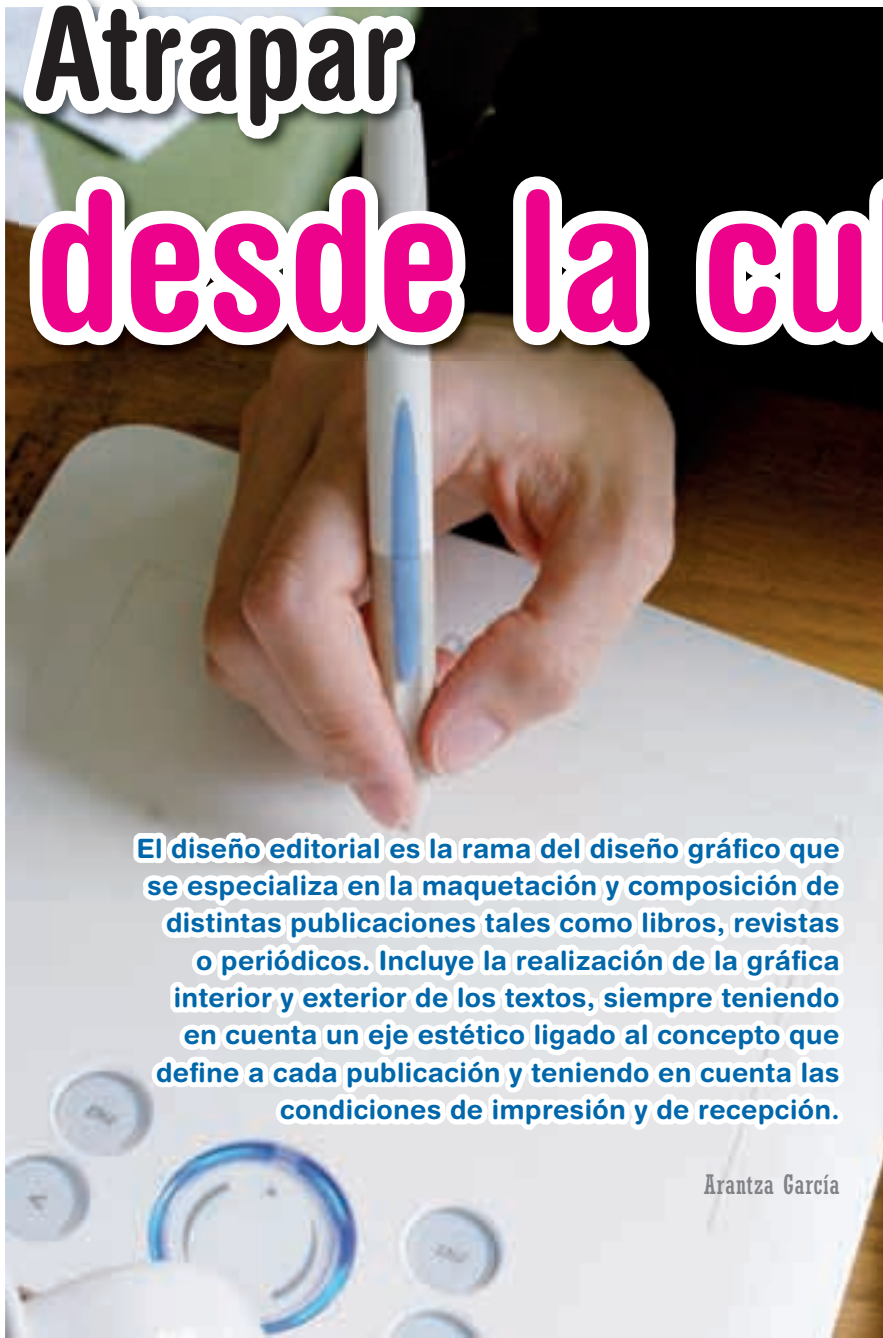 Atrapar
desde la
El diseño editorial es la rama del diseño gráfico que
se especializa en la maquetación y composición de
distintas publicaciones tales como libros, revistas
o periódicos. Incluye la realización de la gráfica
interior y exterior de los textos, siempre teniendo
en cuenta un eje estético ligado al concepto que
define a cada publicación y teniendo en cuenta las
condiciones de impresión y de recepción.
Arantza García